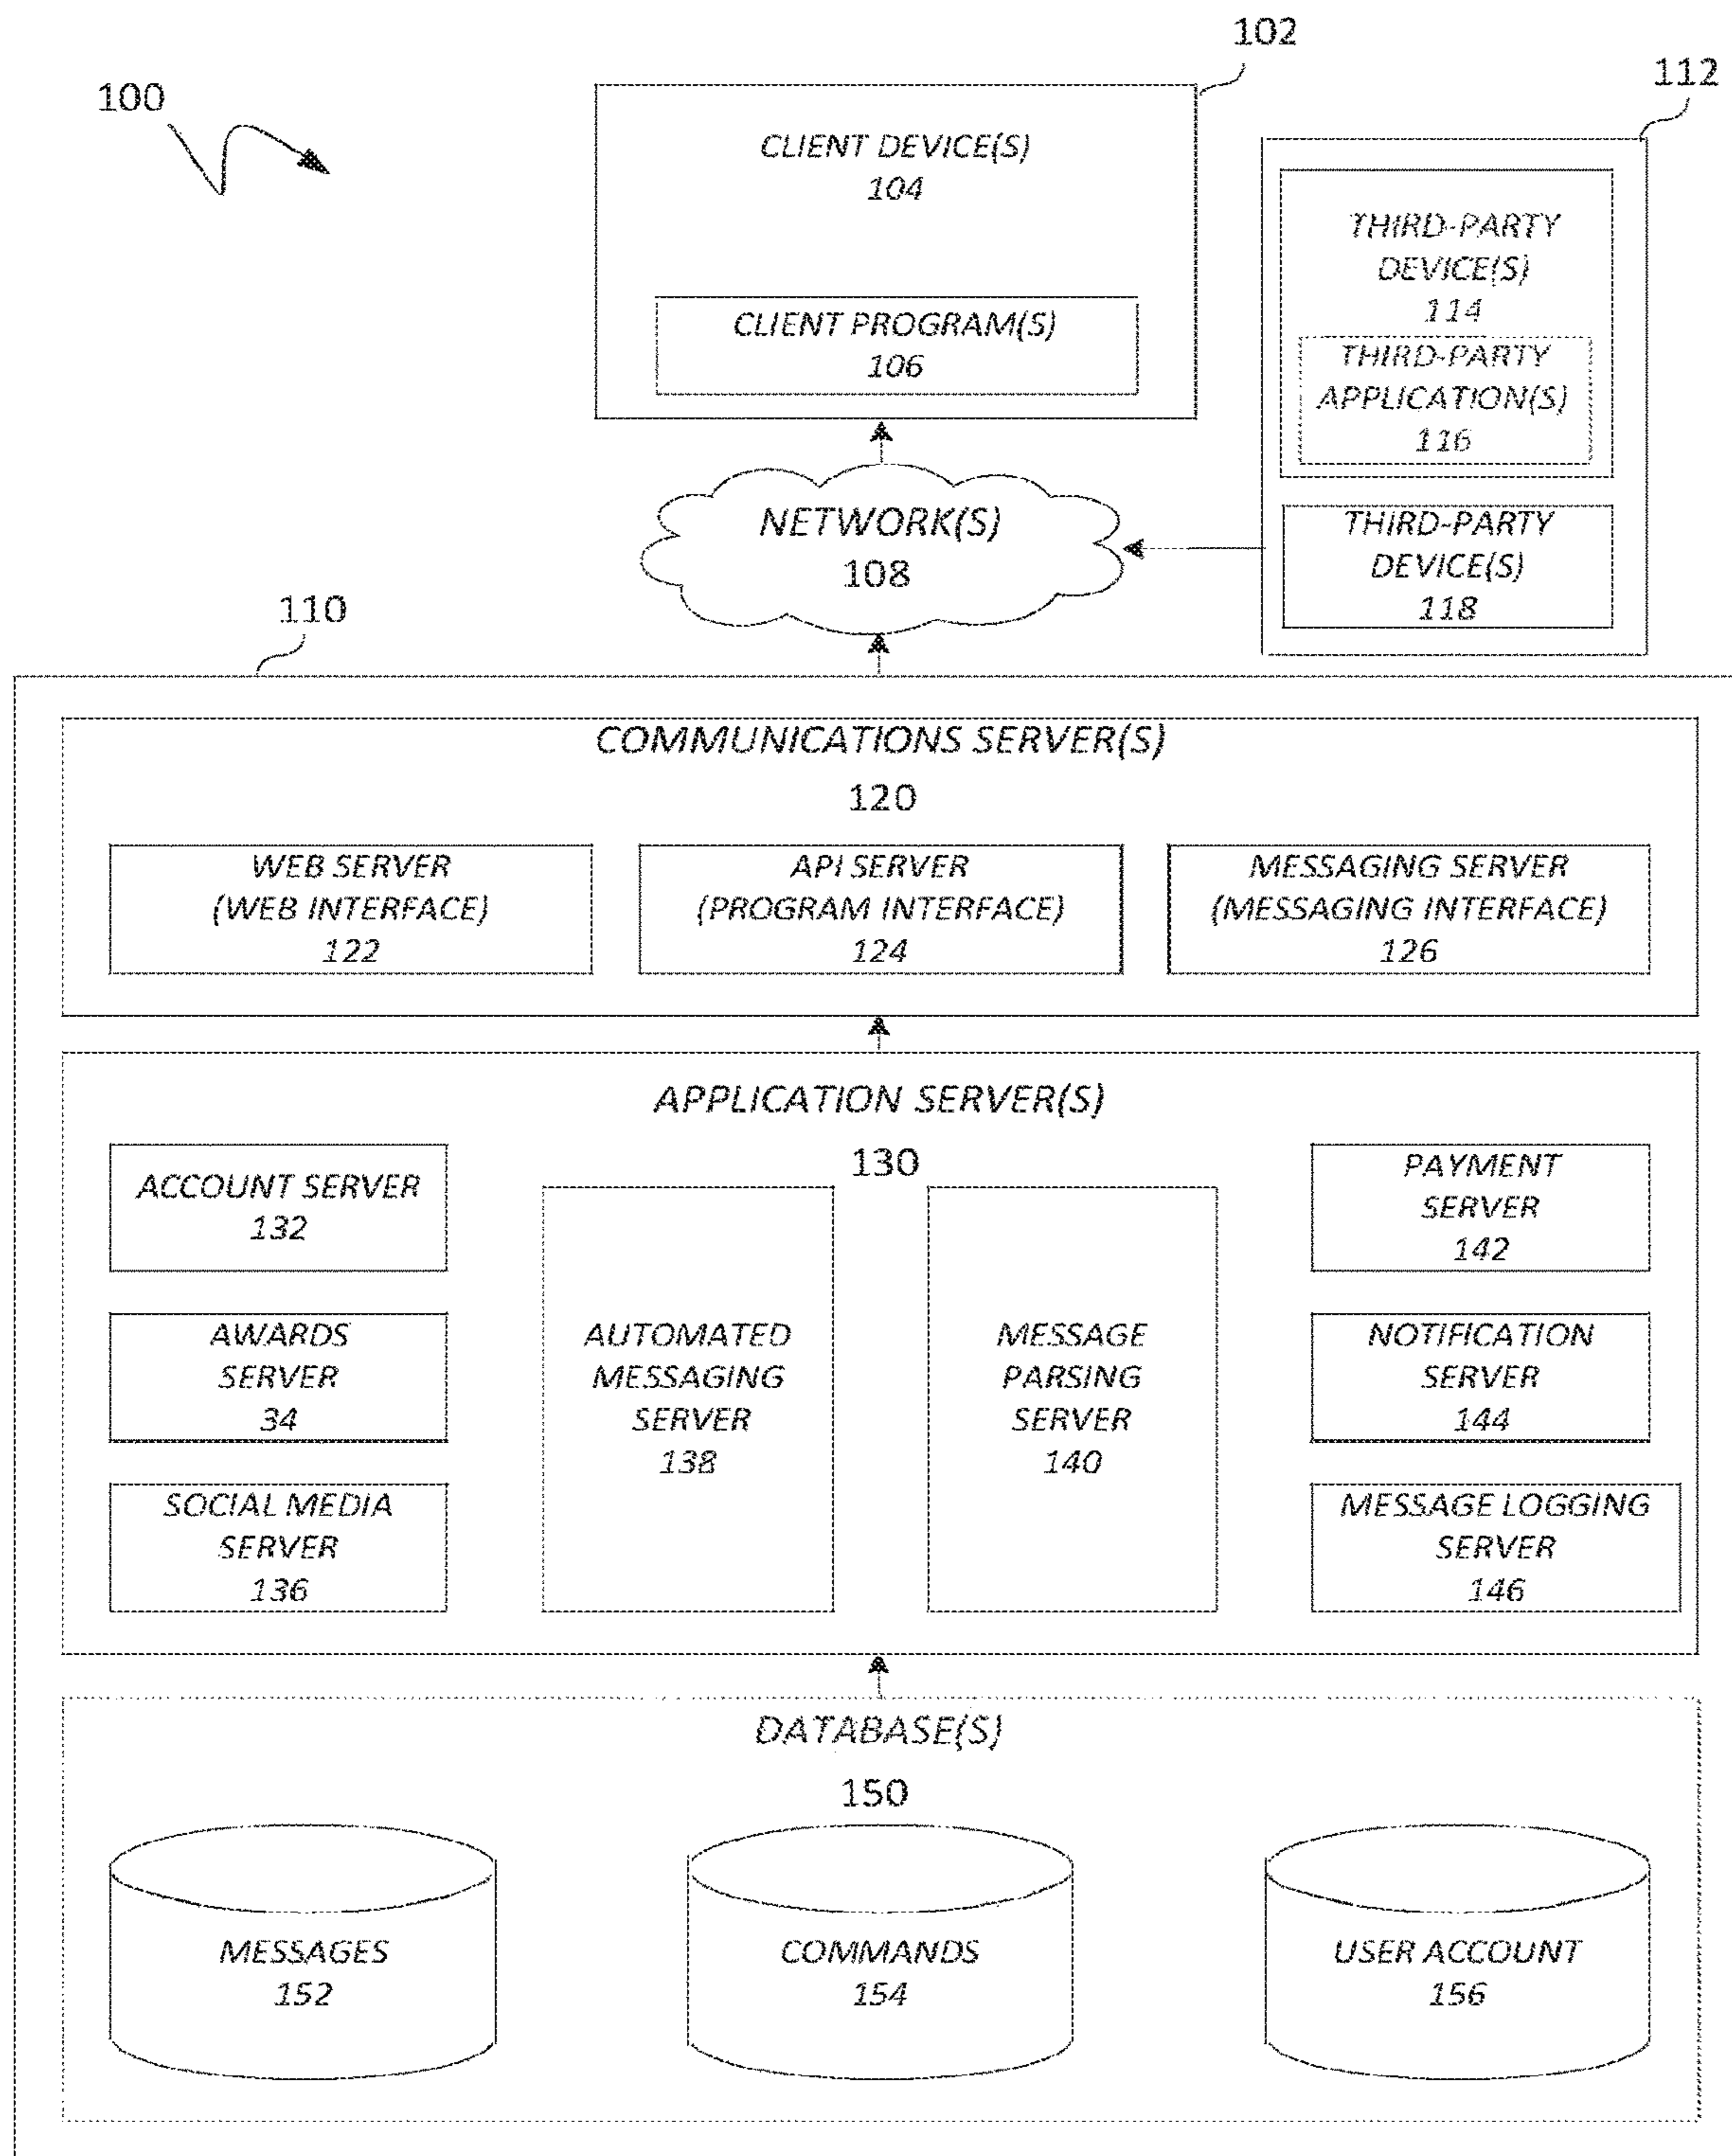 100
102
112
CLIENT DEVICE(S)
104
CLIENT PROGRAM(S)
106
THIRD-PARTY
DEVICE(S)
114
THIRD-PARTY
APPLICATION(S)
116
THIRD-PARTY
DEVICE(S)
118
NETWORK(S)
108
110
COMMUNICATIONS SERVER(S)
120
WEB SERVER
(WEB INTERFACE)
122
API SERVER
(PROGRAM INTERFACE)
124
MESSAGING SERVER
(MESSAGING INTERFACE)
126
APPLICATION SERVER(S)
130
ACCOUNT SERVER
132
AWARDS
SERVER
34
SOCIAL MEDIA
SERVER
136
AUTOMATED
MESSAGING
SERVER
138
MESSAGE
PARSING
SERVER
140
PAYMENT
SERVER
142
NOTIFICATION
SERVER
144
MESSAGE LOGGING
SERVER
146
DATABASE(S)
150
MESSAGES
152
COMMANDS
154
USER ACCOUNT
156